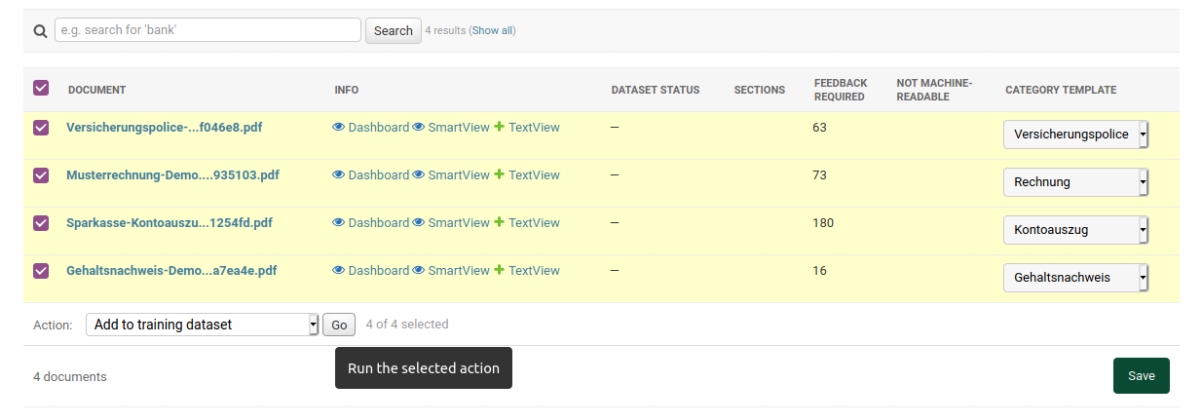 e.g. search for 'bank' Search 4 results (Show all)
DOCUMENT INFO DATASET STATUS SECTIONS FEEDBACK REQUIRED NOT MACHINE-READABLE CATEGORY TEMPLATE
Versicherungspolice-...f046e8.pdf Dashboard SmartView TextView — 63 Versicherungspolice
Musterrechnung-Demo....935103.pdf Dashboard SmartView TextView — 73 Rechnung
Sparkasse-Kontoauszu...1254fd.pdf Dashboard SmartView TextView — 180 Kontoauszug
Gehaltsnachweis-Demo...a7ea4e.pdf Dashboard SmartView TextView — 16 Gehaltsnachweis
Action: Add to training dataset Go 4 of 4 selected
Run the selected action
4 documents Save